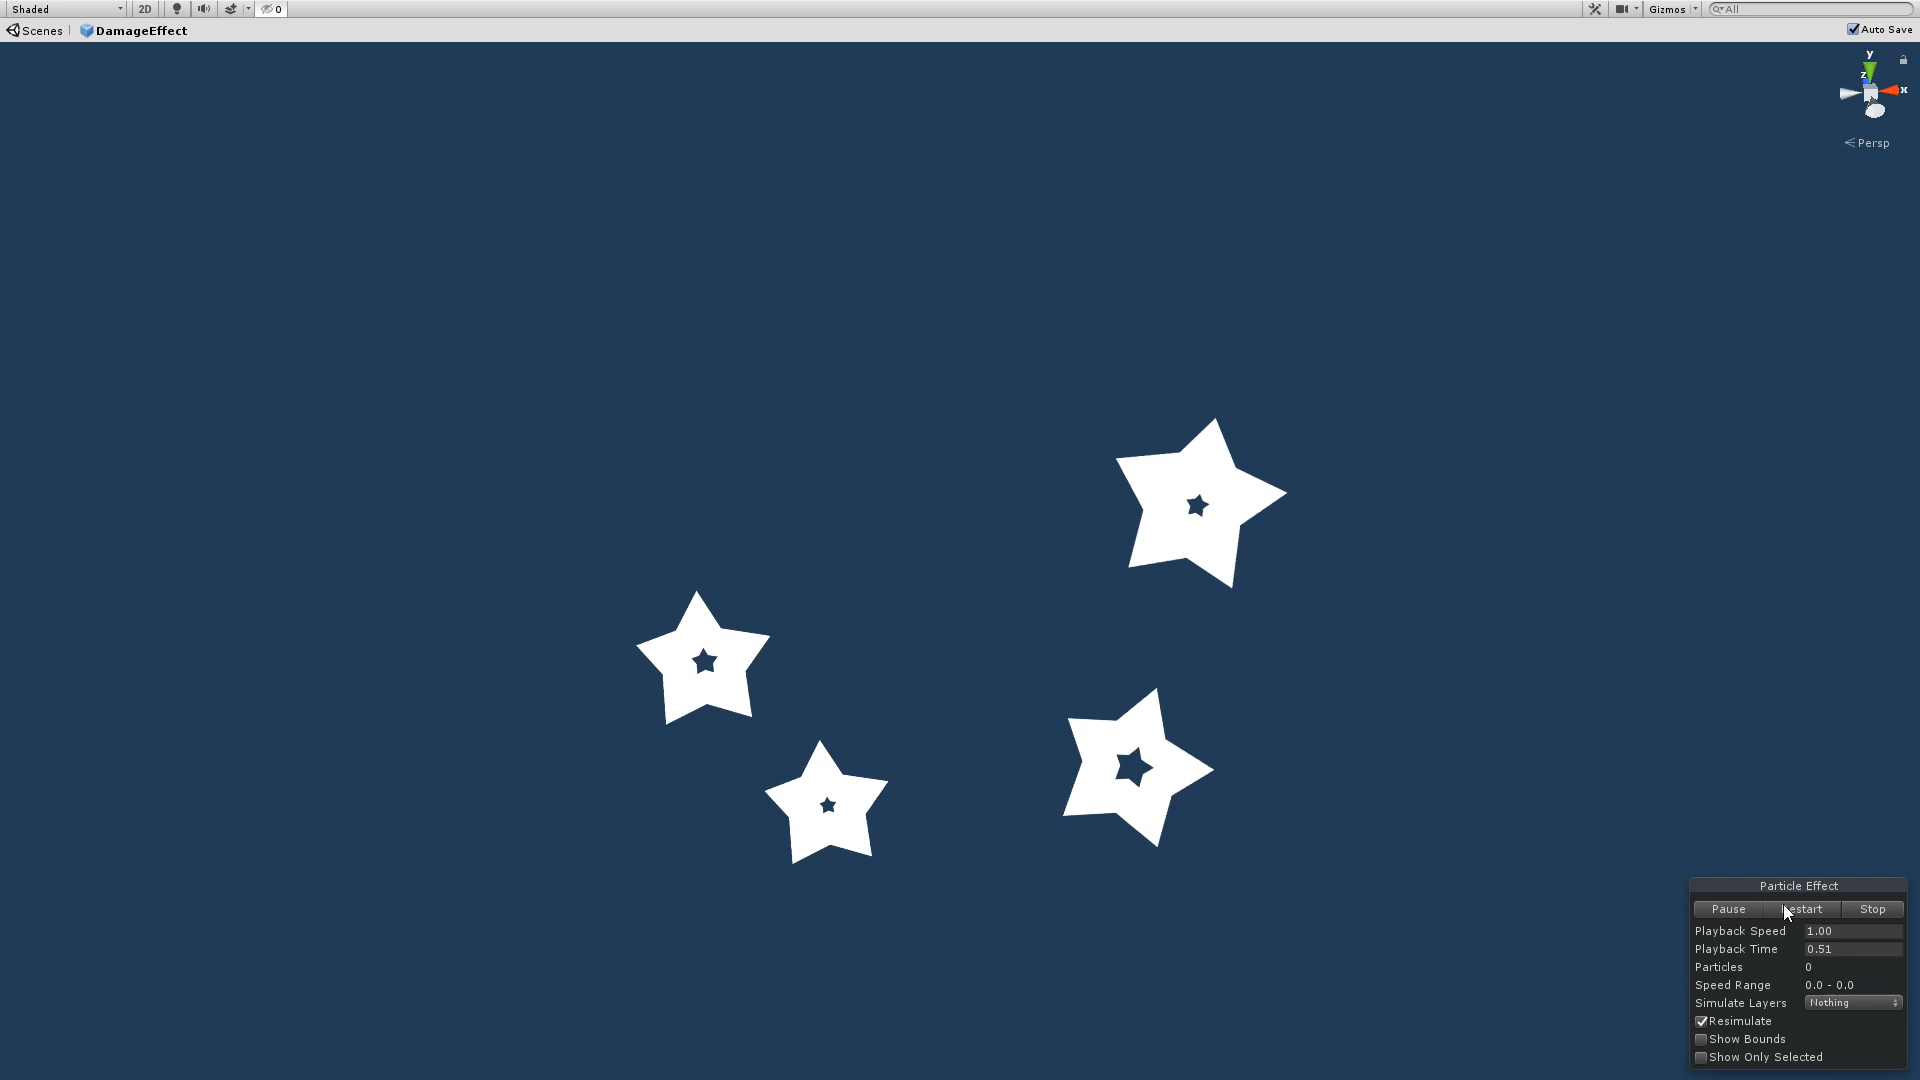 Shaded 2D 0 Gizmos All
Scenes DamageEffect Auto Save
y
z
x
Persp
Particle Effect
Pause Stop
Playback Speed 1.00
Playback Time 0.51
Particles 0
Speed Range 0.0 - 0.0
Simulate Layers Nothing
Resimulate
Show Bounds
Show Only Selected